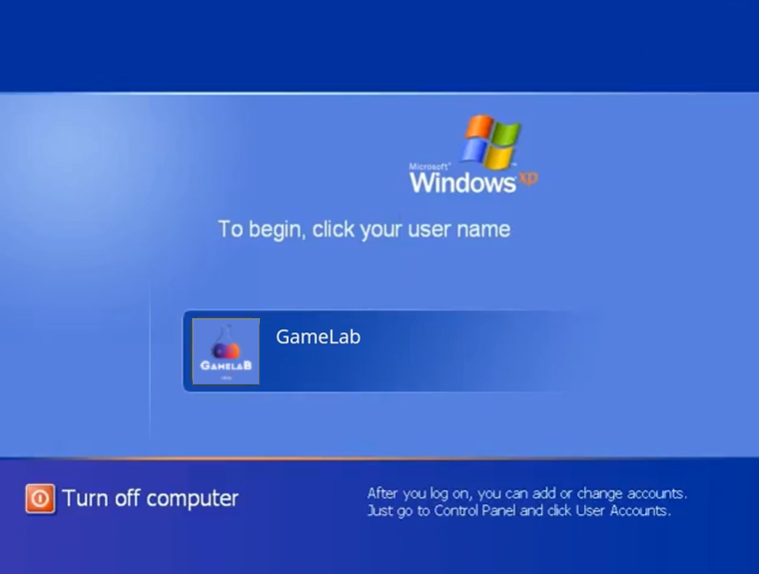 Microsoft®
Windows xp
To begin, click your user name
GameLab
GAMELAB
Turn off computer
After you log on, you can add or change accounts.
Just go to Control Panel and click User Accounts.